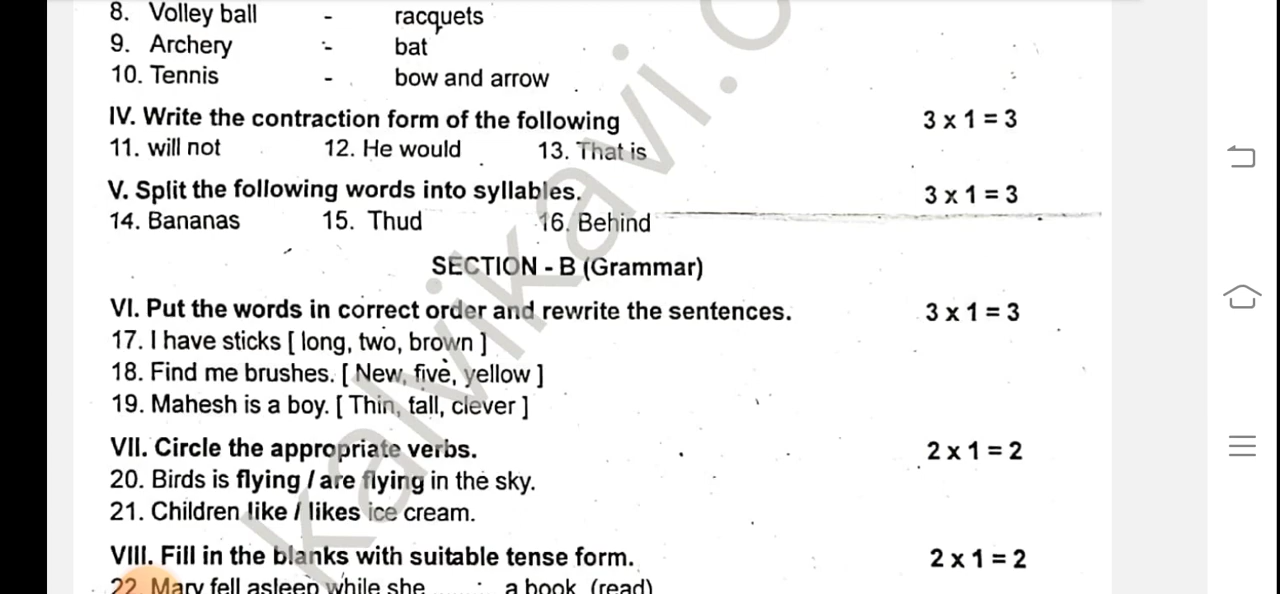 8. Volley ball - racquets
9. Archery - bat
10. Tennis - bow and arrow
IV. Write the contraction form of the following 3 x 1 = 3
11. will not 12. He would 13. That is
V. Split the following words into syllables. 3 x 1 = 3
14. Bananas 15. Thud 16. Behind
SECTION - B (Grammar)
VI. Put the words in correct order and rewrite the sentences. 3 x 1 = 3
17. I have sticks [ long, two, brown ]
18. Find me brushes. [ New, five, yellow ]
19. Mahesh is a boy. [ Thin, fall, clever ]
VII. Circle the appropriate verbs. 2 x 1 = 2
20. Birds is flying / are flying in the sky.
21. Children like / likes ice cream.
VIII. Fill in the blanks with suitable tense form. 2 x 1 = 2
22. Mary fell asleep while she a book (read)
kalvikavi.